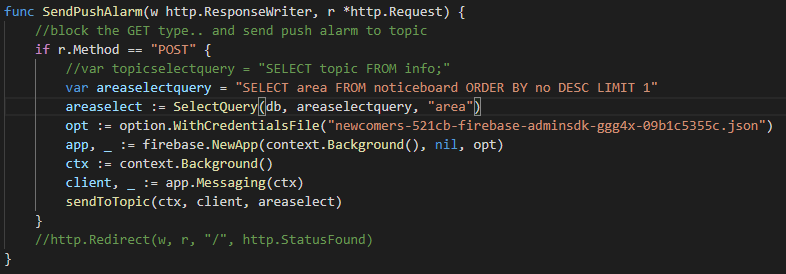 func SendPushAlarm(w http.ResponseWriter, r *http.Request) {
//block the GET type.. and send push alarm to topic
if r.Method == "POST" {
//var topicselectquery = "SELECT topic FROM info;"
var areaselectquery = "SELECT area FROM noticeboard ORDER BY no DESC LIMIT 1"
areaselect := SelectQuery(db, areaselectquery, "area")
opt := option.WithCredentialsFile("newcomers-521cb-firebase-adminsdk-ggg4x-09b1c5355c.json")
app, _ := firebase.NewApp(context.Background(), nil, opt)
ctx := context.Background()
client, _ := app.Messaging(ctx)
sendToTopic(ctx, client, areaselect)
}
//http.Redirect(w, r, "/", http.StatusFound)
}